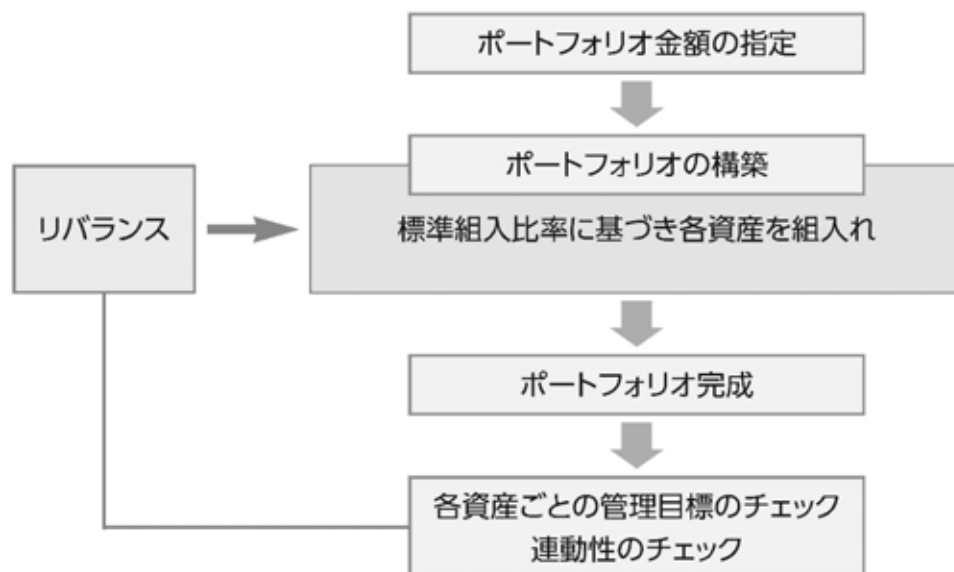 ポートフォリオ金額の指定
ポートフォリオの構築
リバランス
標準組入比率に基づき各資産を組入れ
ポートフォリオ完成
各資産ごとの管理目標のチェック
連動性のチェック